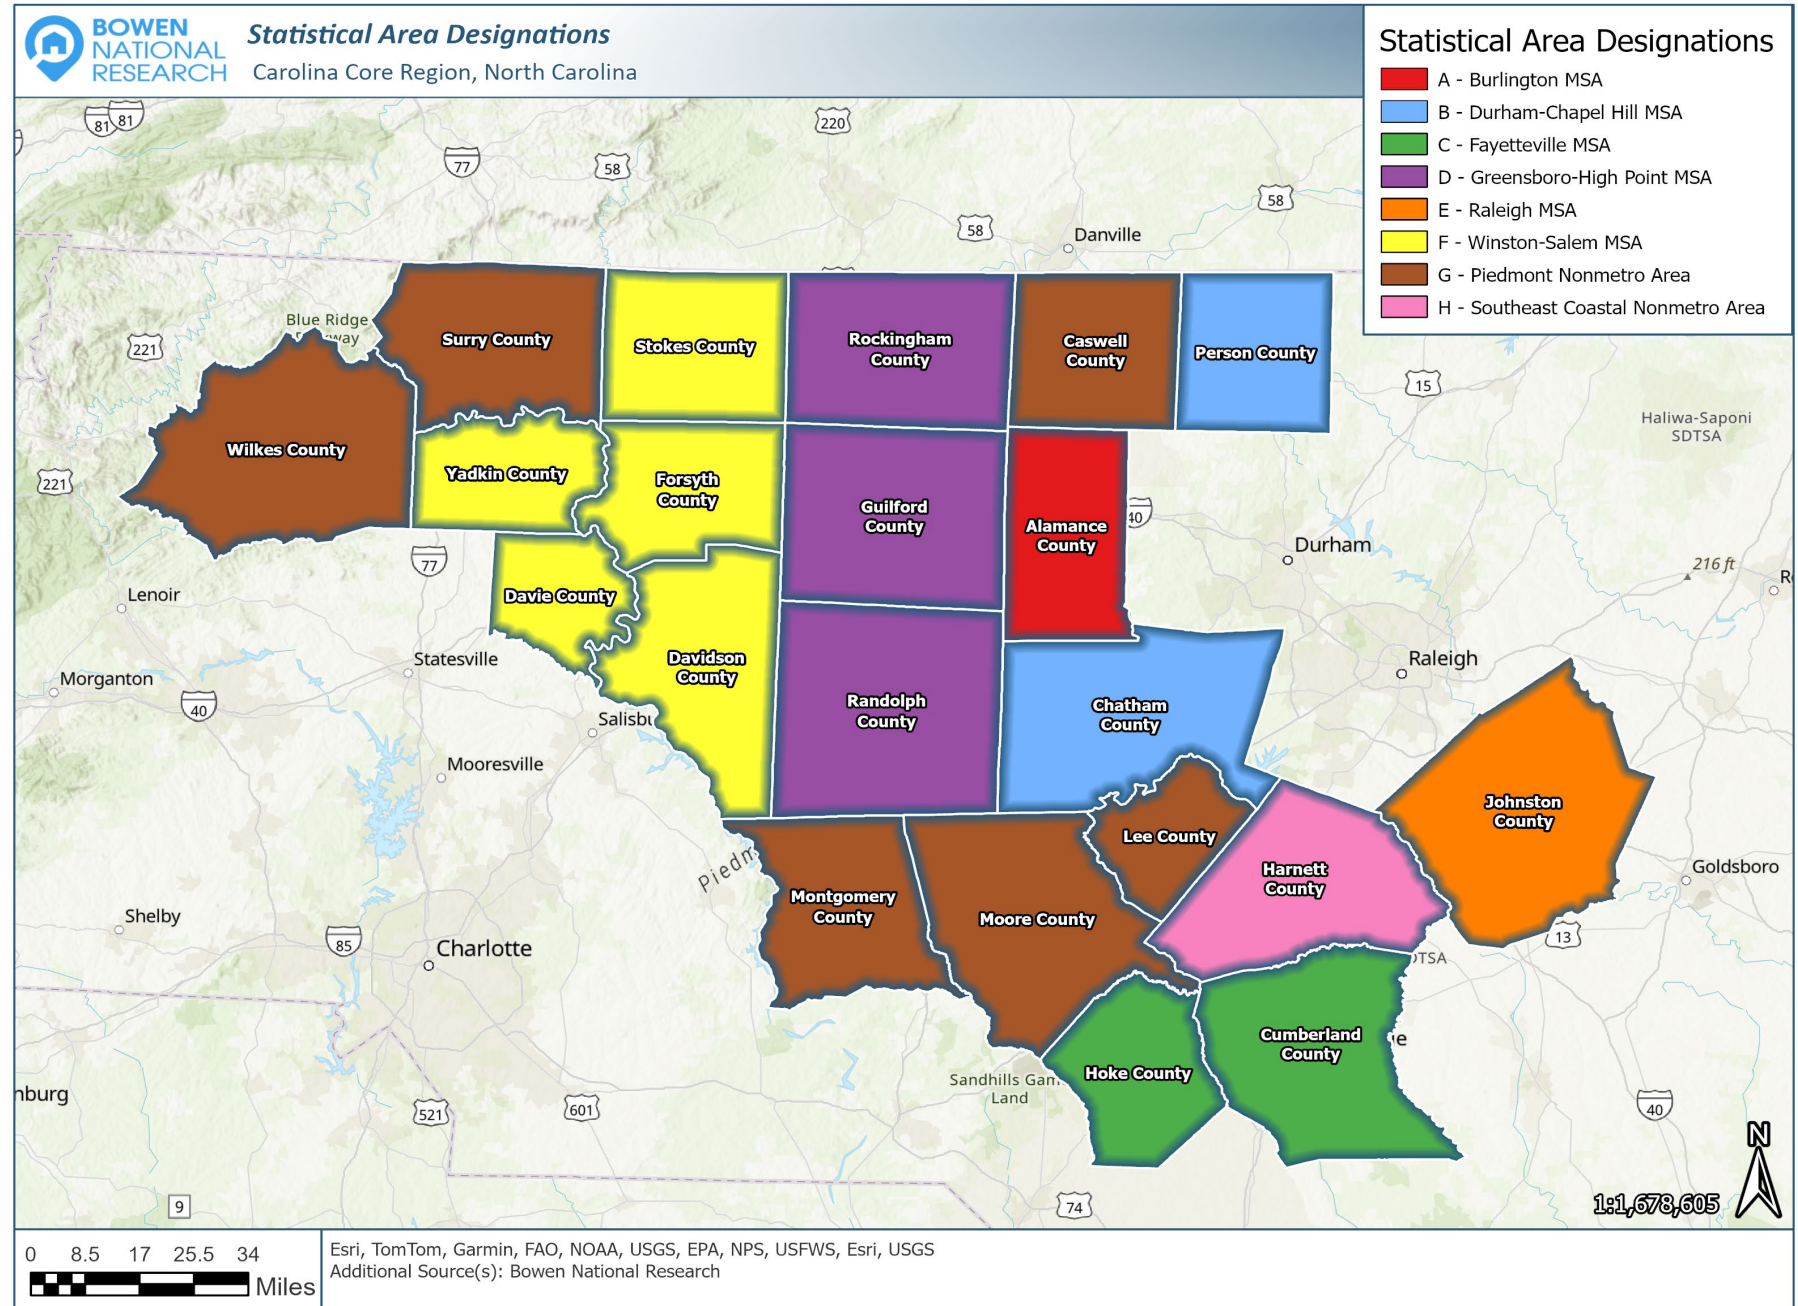 BOWEN
NATIONAL
RESEARCH
Statistical Area Designations
Carolina Core Region, North Carolina
Statistical Area Designations
A - Burlington MSA
B - Durham-Chapel Hill MSA
C - Fayetteville MSA
D - Greensboro-High Point MSA
E - Raleigh MSA
F - Winston-Salem MSA
G - Piedmont Nonmetro Area
H - Southeast Coastal Nonmetro Area
81
81
220
77
58
58
58
Danville
Blue Ridge
221
Surry County
Stokes County
Rockingham
County
Caswell
County
Person County
15
Haliwa-Saponi
SDTSA
Wilkes County
221
Yadkin County
Forsyth
County
Guilford
County
Alamance
County
40
Durham
77
216 ft
Lenoir
Davie County
Statesville
Davidson
County
Raleigh
Morganton
40
Randolph
County
Chatham
County
Salisbu
Mooresville
Johnston
County
Lee County
Harnett
County
Goldsboro
Piedm
Montgomery
County
Moore County
Shelby
85
Charlotte
13
DTSA
Cumberland
County
Hoke County
Sandhills Gam
Land
nburg
521
601
40
N
9
74
1:1,678,605
0 8.5 17 25.5 34
Miles
Esri, TomTom, Garmin, FAO, NOAA, USGS, EPA, NPS, USFWS, Esri, USGS
Additional Source(s): Bowen National Research